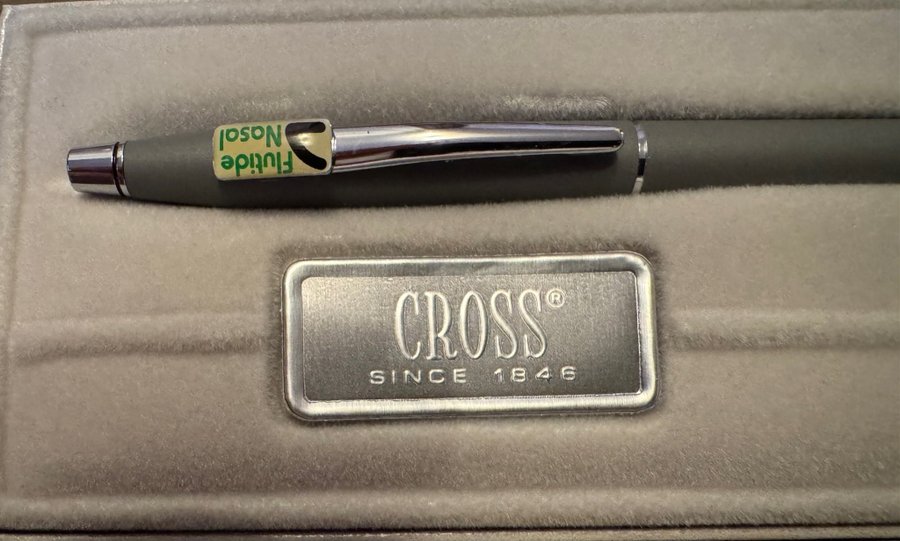 Flutide
Nasal
CROSS®
SINCE 1846